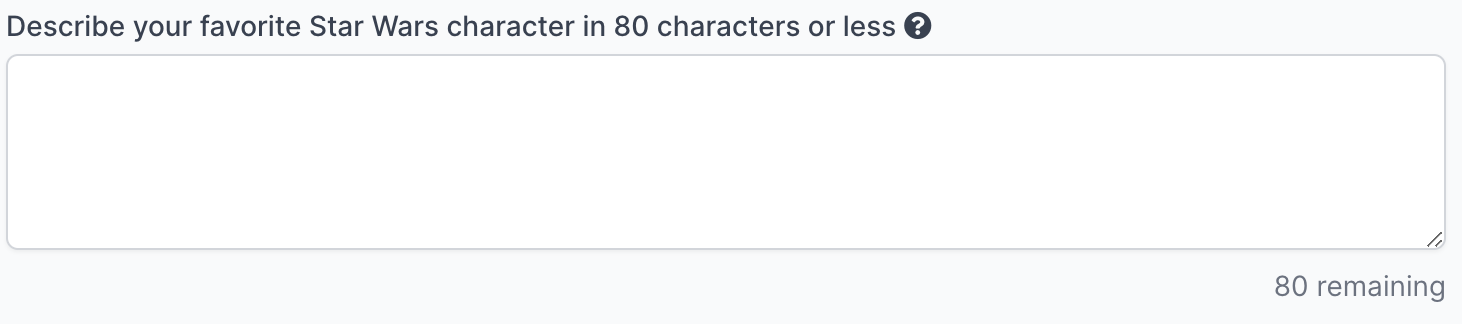 Describe your favorite Star Wars character in 80 characters or less ?
80 remaining